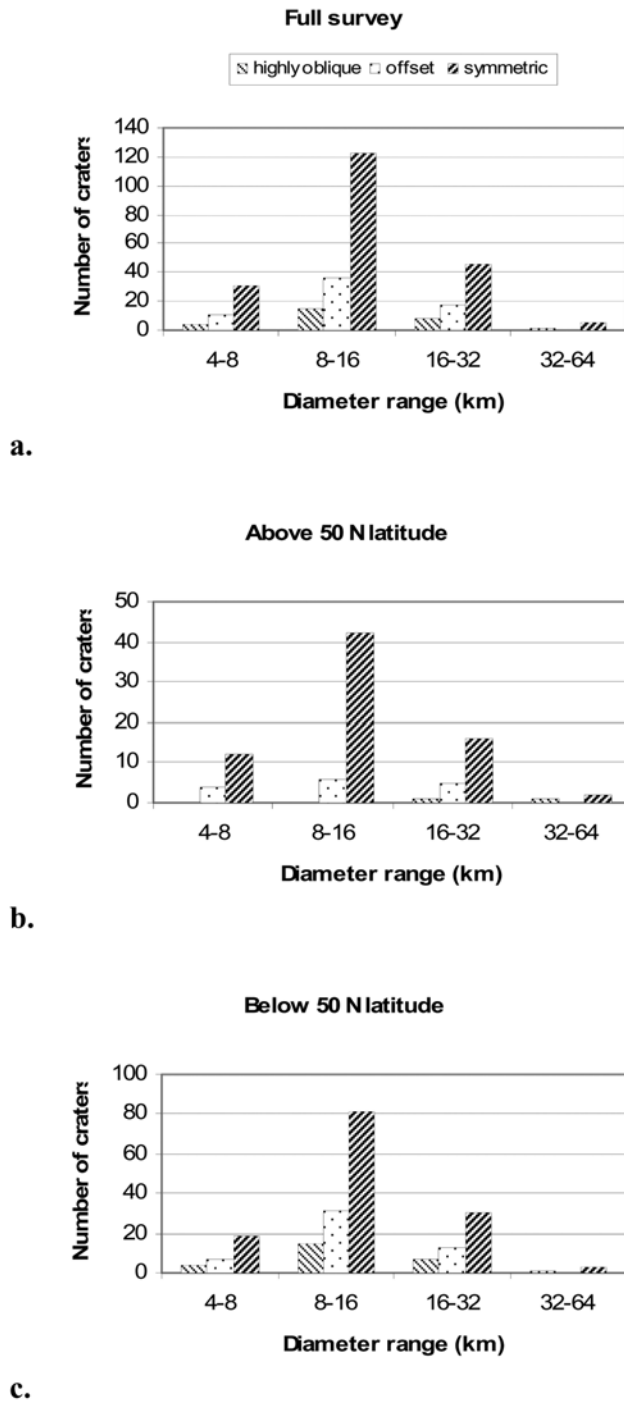 Full survey
highly oblique offset symmetric
Number of craters
140
120
100
80
60
40
20
0
4-8 8-16 16-32 32-64
Diameter range (km)
a.
Above 50 N latitude
Number of craters
50
40
30
20
10
0
4-8 8-16 16-32 32-64
Diameter range (km)
b.
Below 50 N latitude
Number of craters
100
80
60
40
20
0
4-8 8-16 16-32 32-64
Diameter range (km)
c.